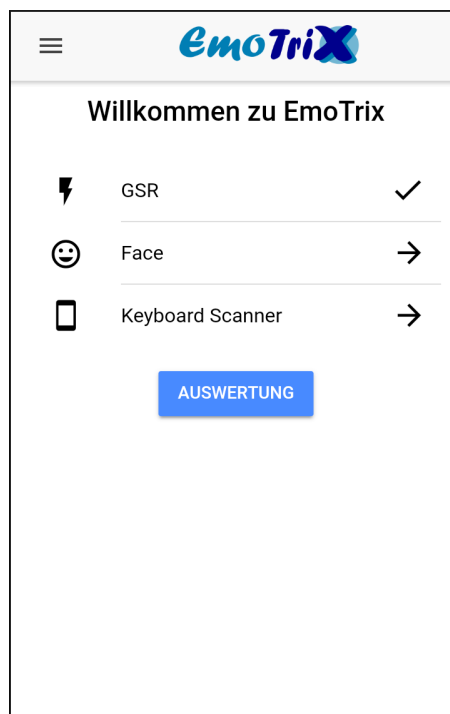 EmoTriX
Willkommen zu EmoTrix
GSR
Face
Keyboard Scanner
AUSWERTUNG